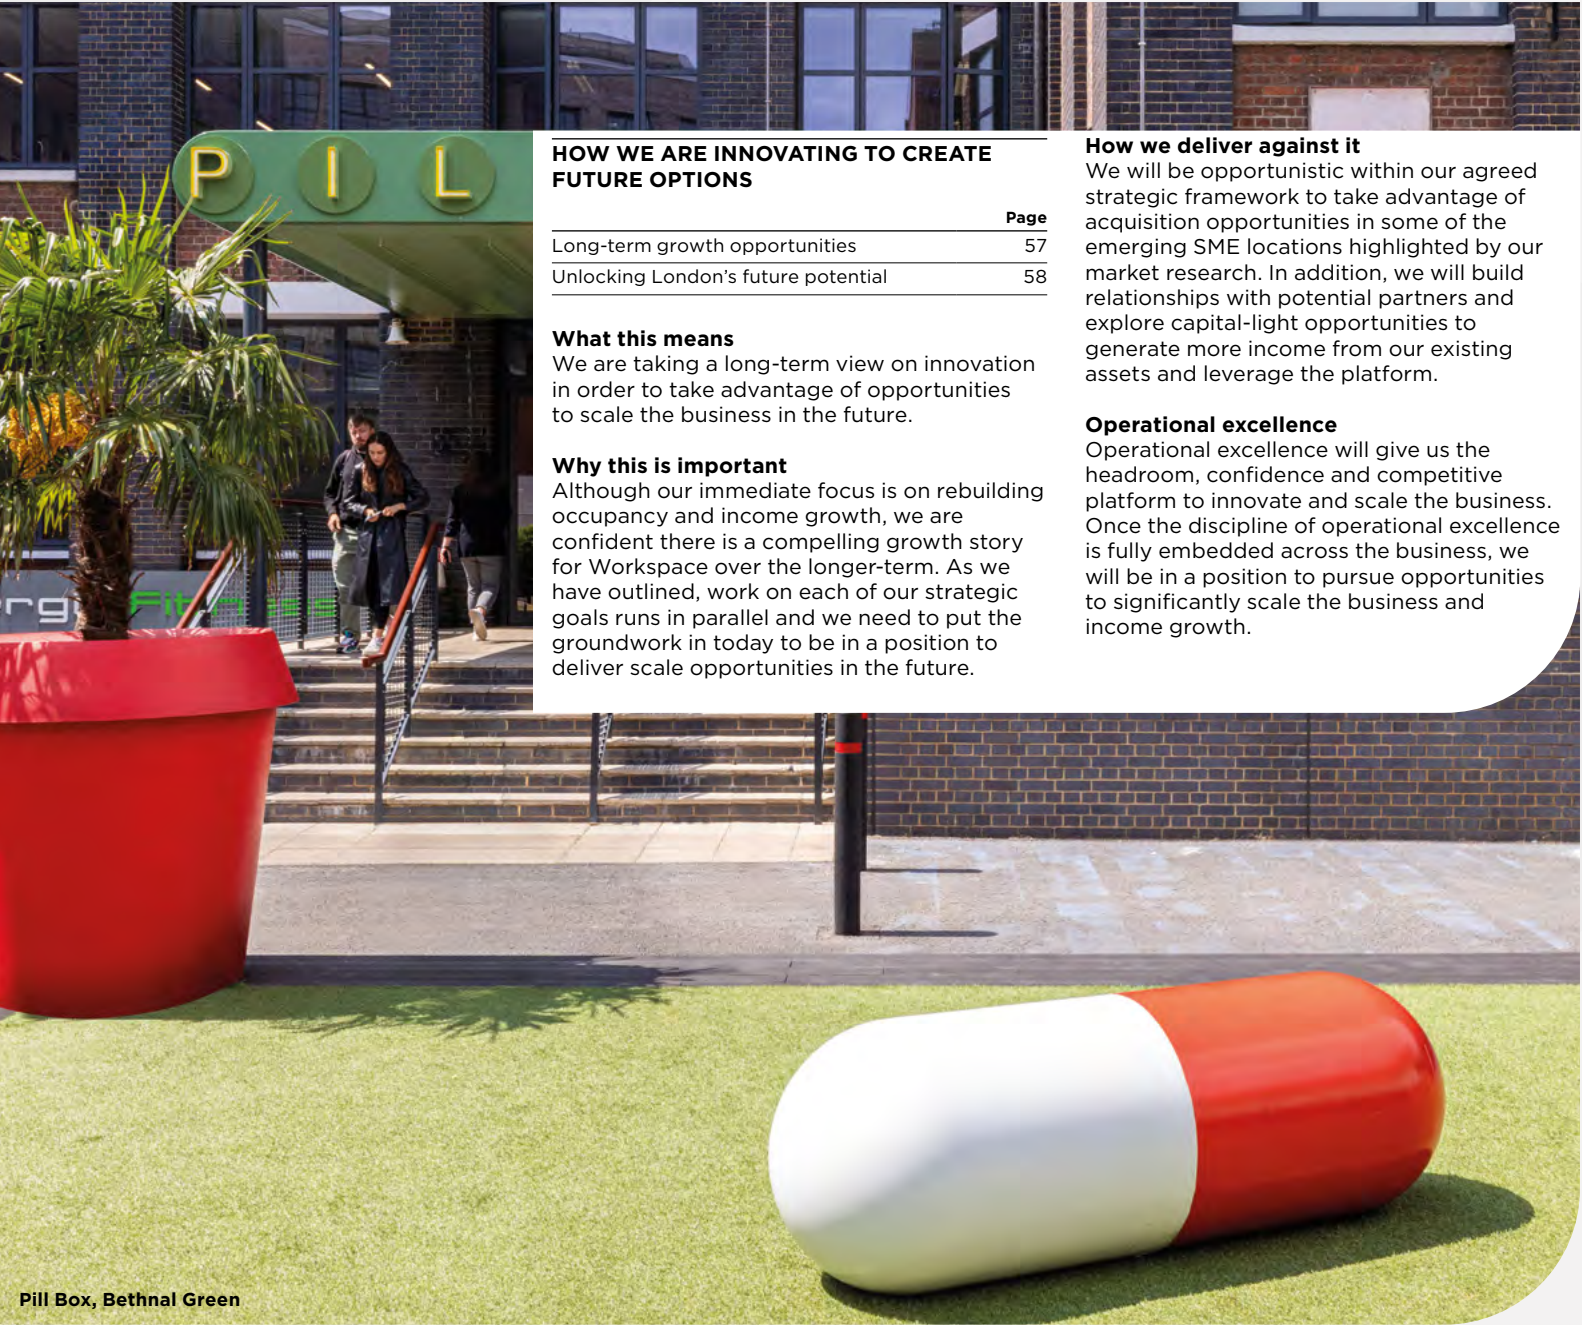 PIL
HOW WE ARE INNOVATING TO CREATE
FUTURE OPTIONS
Page
Long-term growth opportunities 57
Unlocking London’s future potential 58
What this means
We are taking a long-term view on innovation
in order to take advantage of opportunities
to scale the business in the future.
Why this is important
Although our immediate focus is on rebuilding
occupancy and income growth, we are
confident there is a compelling growth story
for Workspace over the longer-term. As we
have outlined, work on each of our strategic
goals runs in parallel and we need to put the
groundwork in today to be in a position to
deliver scale opportunities in the future.
How we deliver against it
We will be opportunistic within our agreed
strategic framework to take advantage of
acquisition opportunities in some of the
emerging SME locations highlighted by our
market research. In addition, we will build
relationships with potential partners and
explore capital-light opportunities to
generate more income from our existing
assets and leverage the platform.
Operational excellence
Operational excellence will give us the
headroom, confidence and competitive
platform to innovate and scale the business.
Once the discipline of operational excellence
is fully embedded across the business, we
will be in a position to pursue opportunities
to significantly scale the business and
income growth.
Pill Box, Bethnal Green